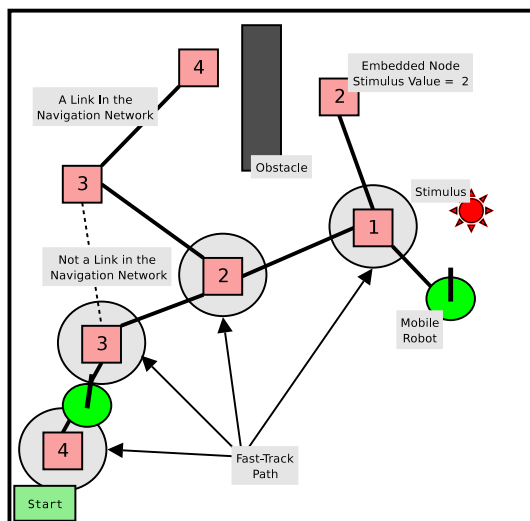 4
Embedded Node
Stimulus Value =  2
2
A Link In the
Navigation Network
Obstacle
3
Stimulus
1
Not a Link in the
Navigation Network
2
Mobile
Robot
3
4
Fast-Track
Path
Start